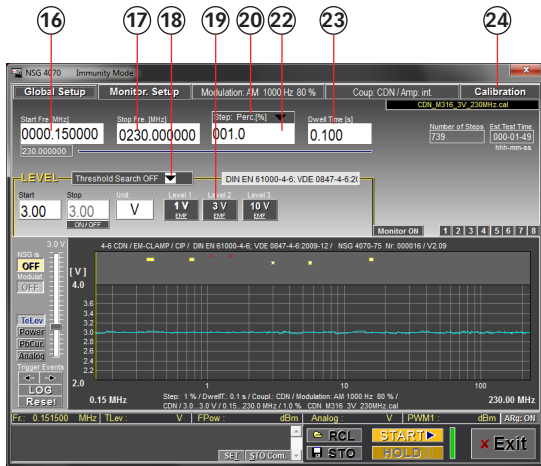 16 17 18 19 20 22 23 24
NSG 4070 Immunity Mode
Global Setup Monitor. Setup Modulation: AM 1000 Hz 80 % Coup: CDN / Amp: int. Calibration
CDN_M316_3V_230MHz.cal
Start Fre. [MHz] Stop Fre. [MHz] Step: Perc.[%] Dwell Time [s]
0000.150000 0230.000000 001.0 0.100
Number of Steps Est Test Time
739 000-01-49
hhh-mm-ss
230.000000
LEVEL Threshold Search OFF DIN EN 61000-4-6; VDE 0847-4-6:20
Start Stop Unit Level 1 Level 2 Level 3
3.00 3.00 V 1 V 3 V 10 V
EMF EMF EMF
ON / OFF
Monitor ON 1 2 3 4 5 6 7 8
3.0 V 4-6 CDN / EM-CLAMP / CP / DIN EN 61000-4-6; VDE 0847-4-6:2009-12 / NSG 4070-75 Nr: 000016 / V2.09
NSG is
OFF
Modulat.
OFF
[ V ]
4.0
3.6
3.4
3.2
3.0
2.8
2.6
2.4
2.2
2.0
TeLev
Power
PbCur.
Analog
Trigger Events
LOG
Reset
1 10 100
0.15 MHz Step: 1 % / DwellT.: 0.1 s / Coupl.: CDN / Modulation: AM 1000 Hz 80 % / 230.00 MHz
CDN / 3.0...3.0 V / 0.15...230.0 MHz / 1.0 % CDN_M316_3V_230MHz.cal
Fr.: 0.151500 MHz TLev : V FPow : dBm Analog : V PWM1 : dBm ARq: ON
RCL START
SET STO Com. STO HOLD Exit